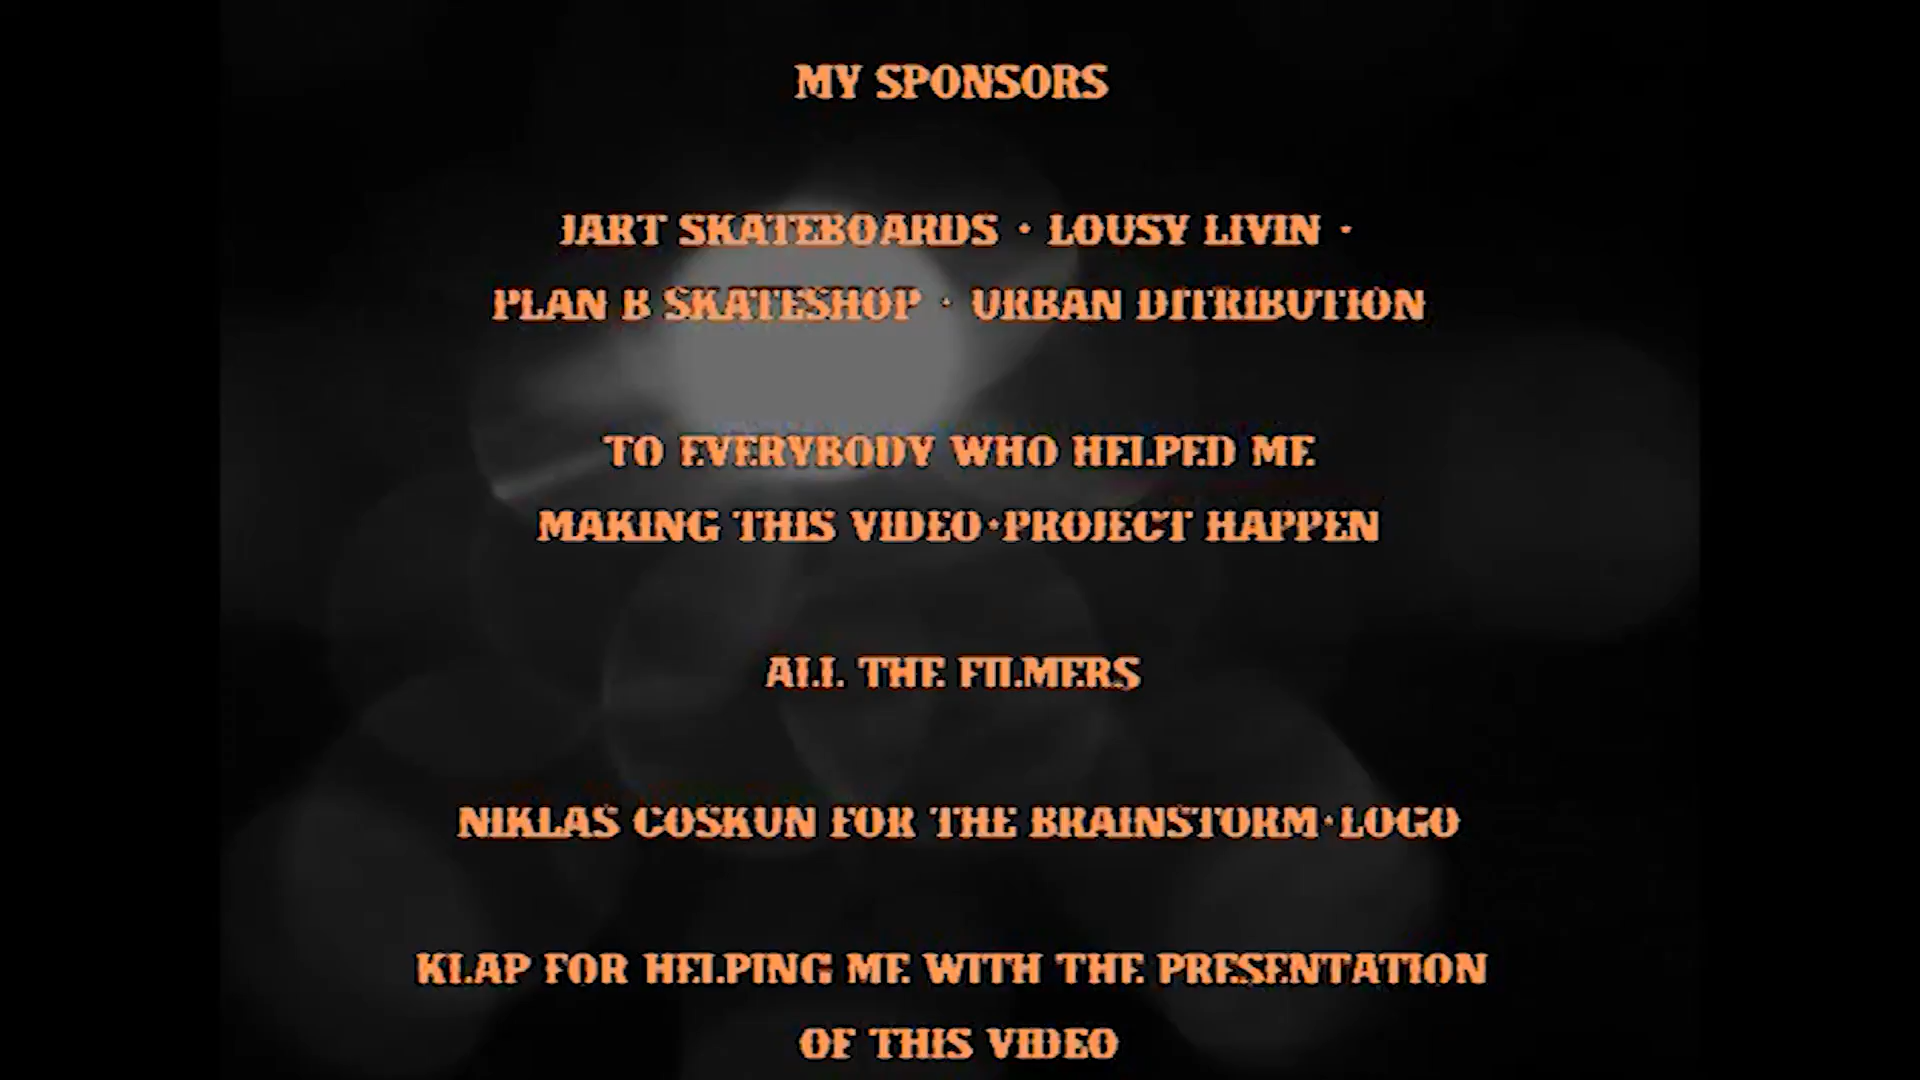 MY SPONSORS
JART SKATEBOARDS · LOUSY LIVIN ·
PLAN B SKATESHOP · URBAN DITRIBUTION
TO EVERYBODY WHO HELPED ME
MAKING THIS VIDEO·PROJECT HAPPEN
ALL THE FILMERS
NIKLAS COSKUN FOR THE BRAINSTORM·LOGO
KLAP FOR HELPING ME WITH THE PRESENTATION
OF THIS VIDEO